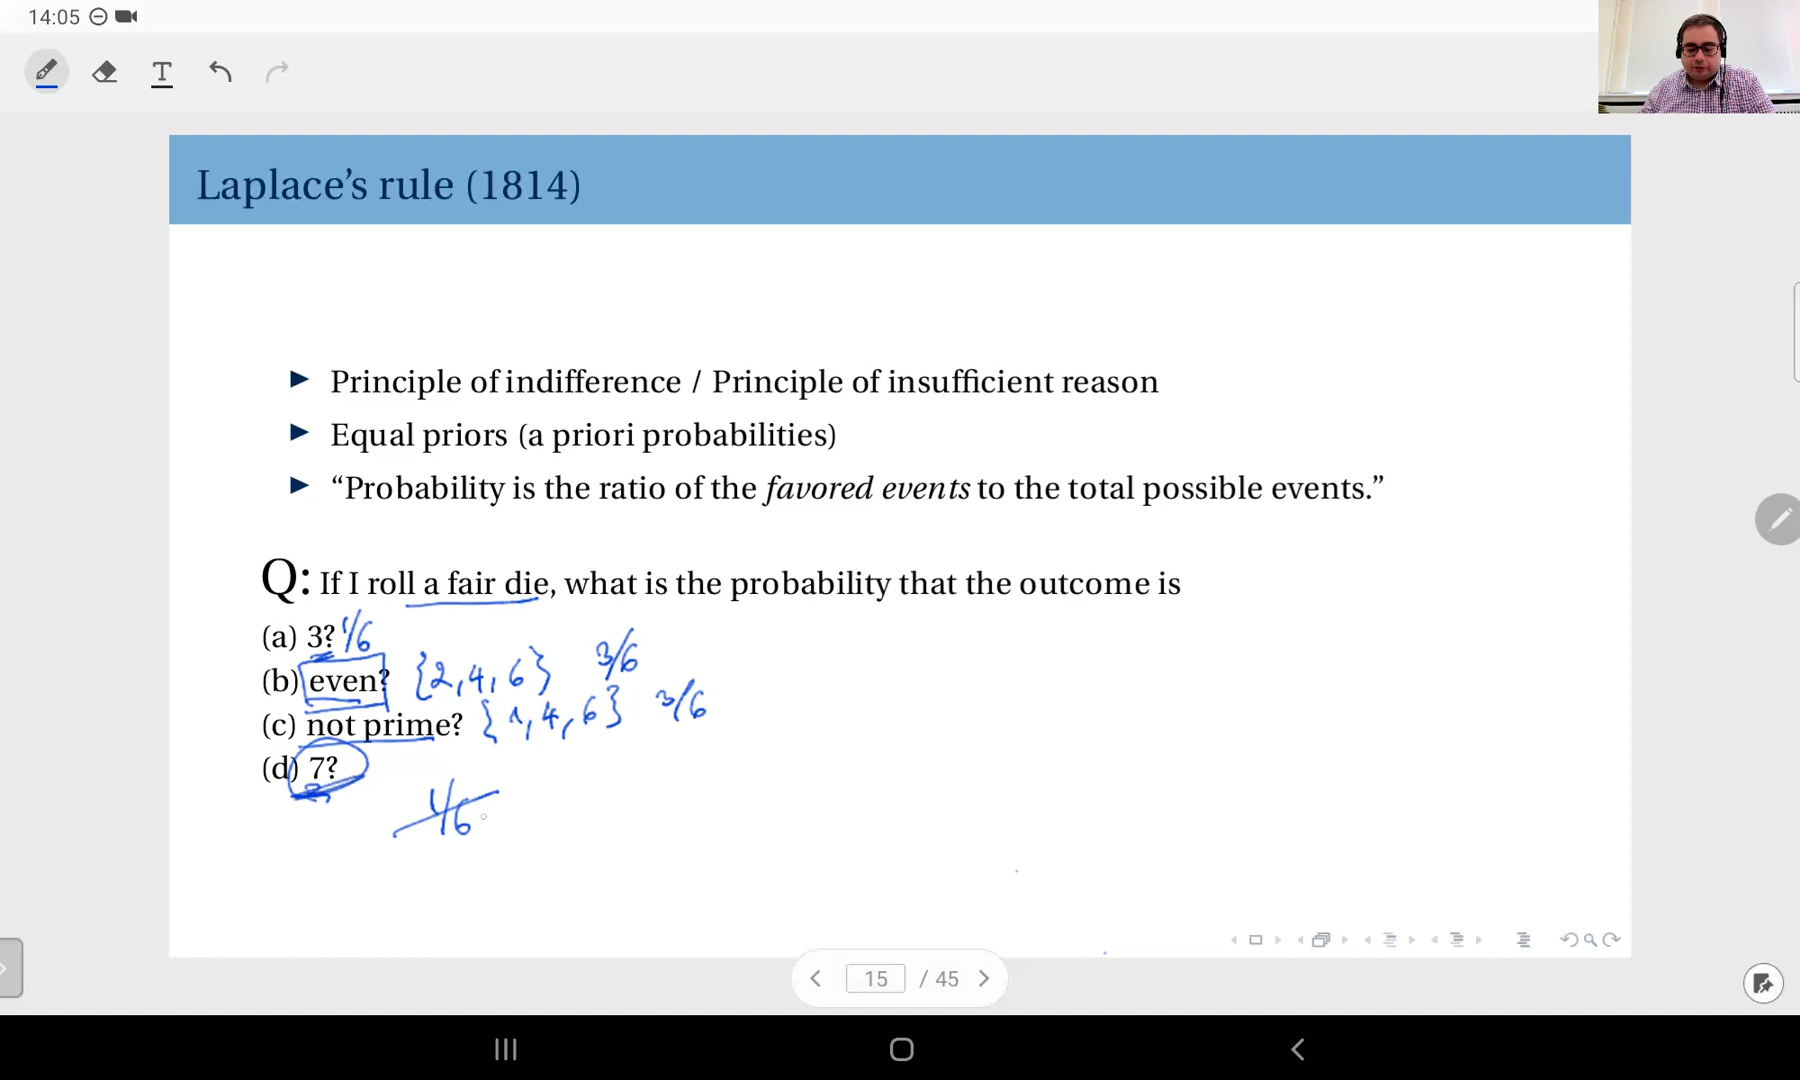 14:05
T
Laplace’s rule (1814)
Principle of indifference / Principle of insufficient reason
Equal priors (a priori probabilities)
“Probability is the ratio of the favored events to the total possible events.”
Q: If I roll a fair die, what is the probability that the outcome is
(a) 3? 1/6
(b) even? {2,4,6} 3/6
(c) not prime? {1,4,6} 3/6
(d) 7?
1/6
15 / 45